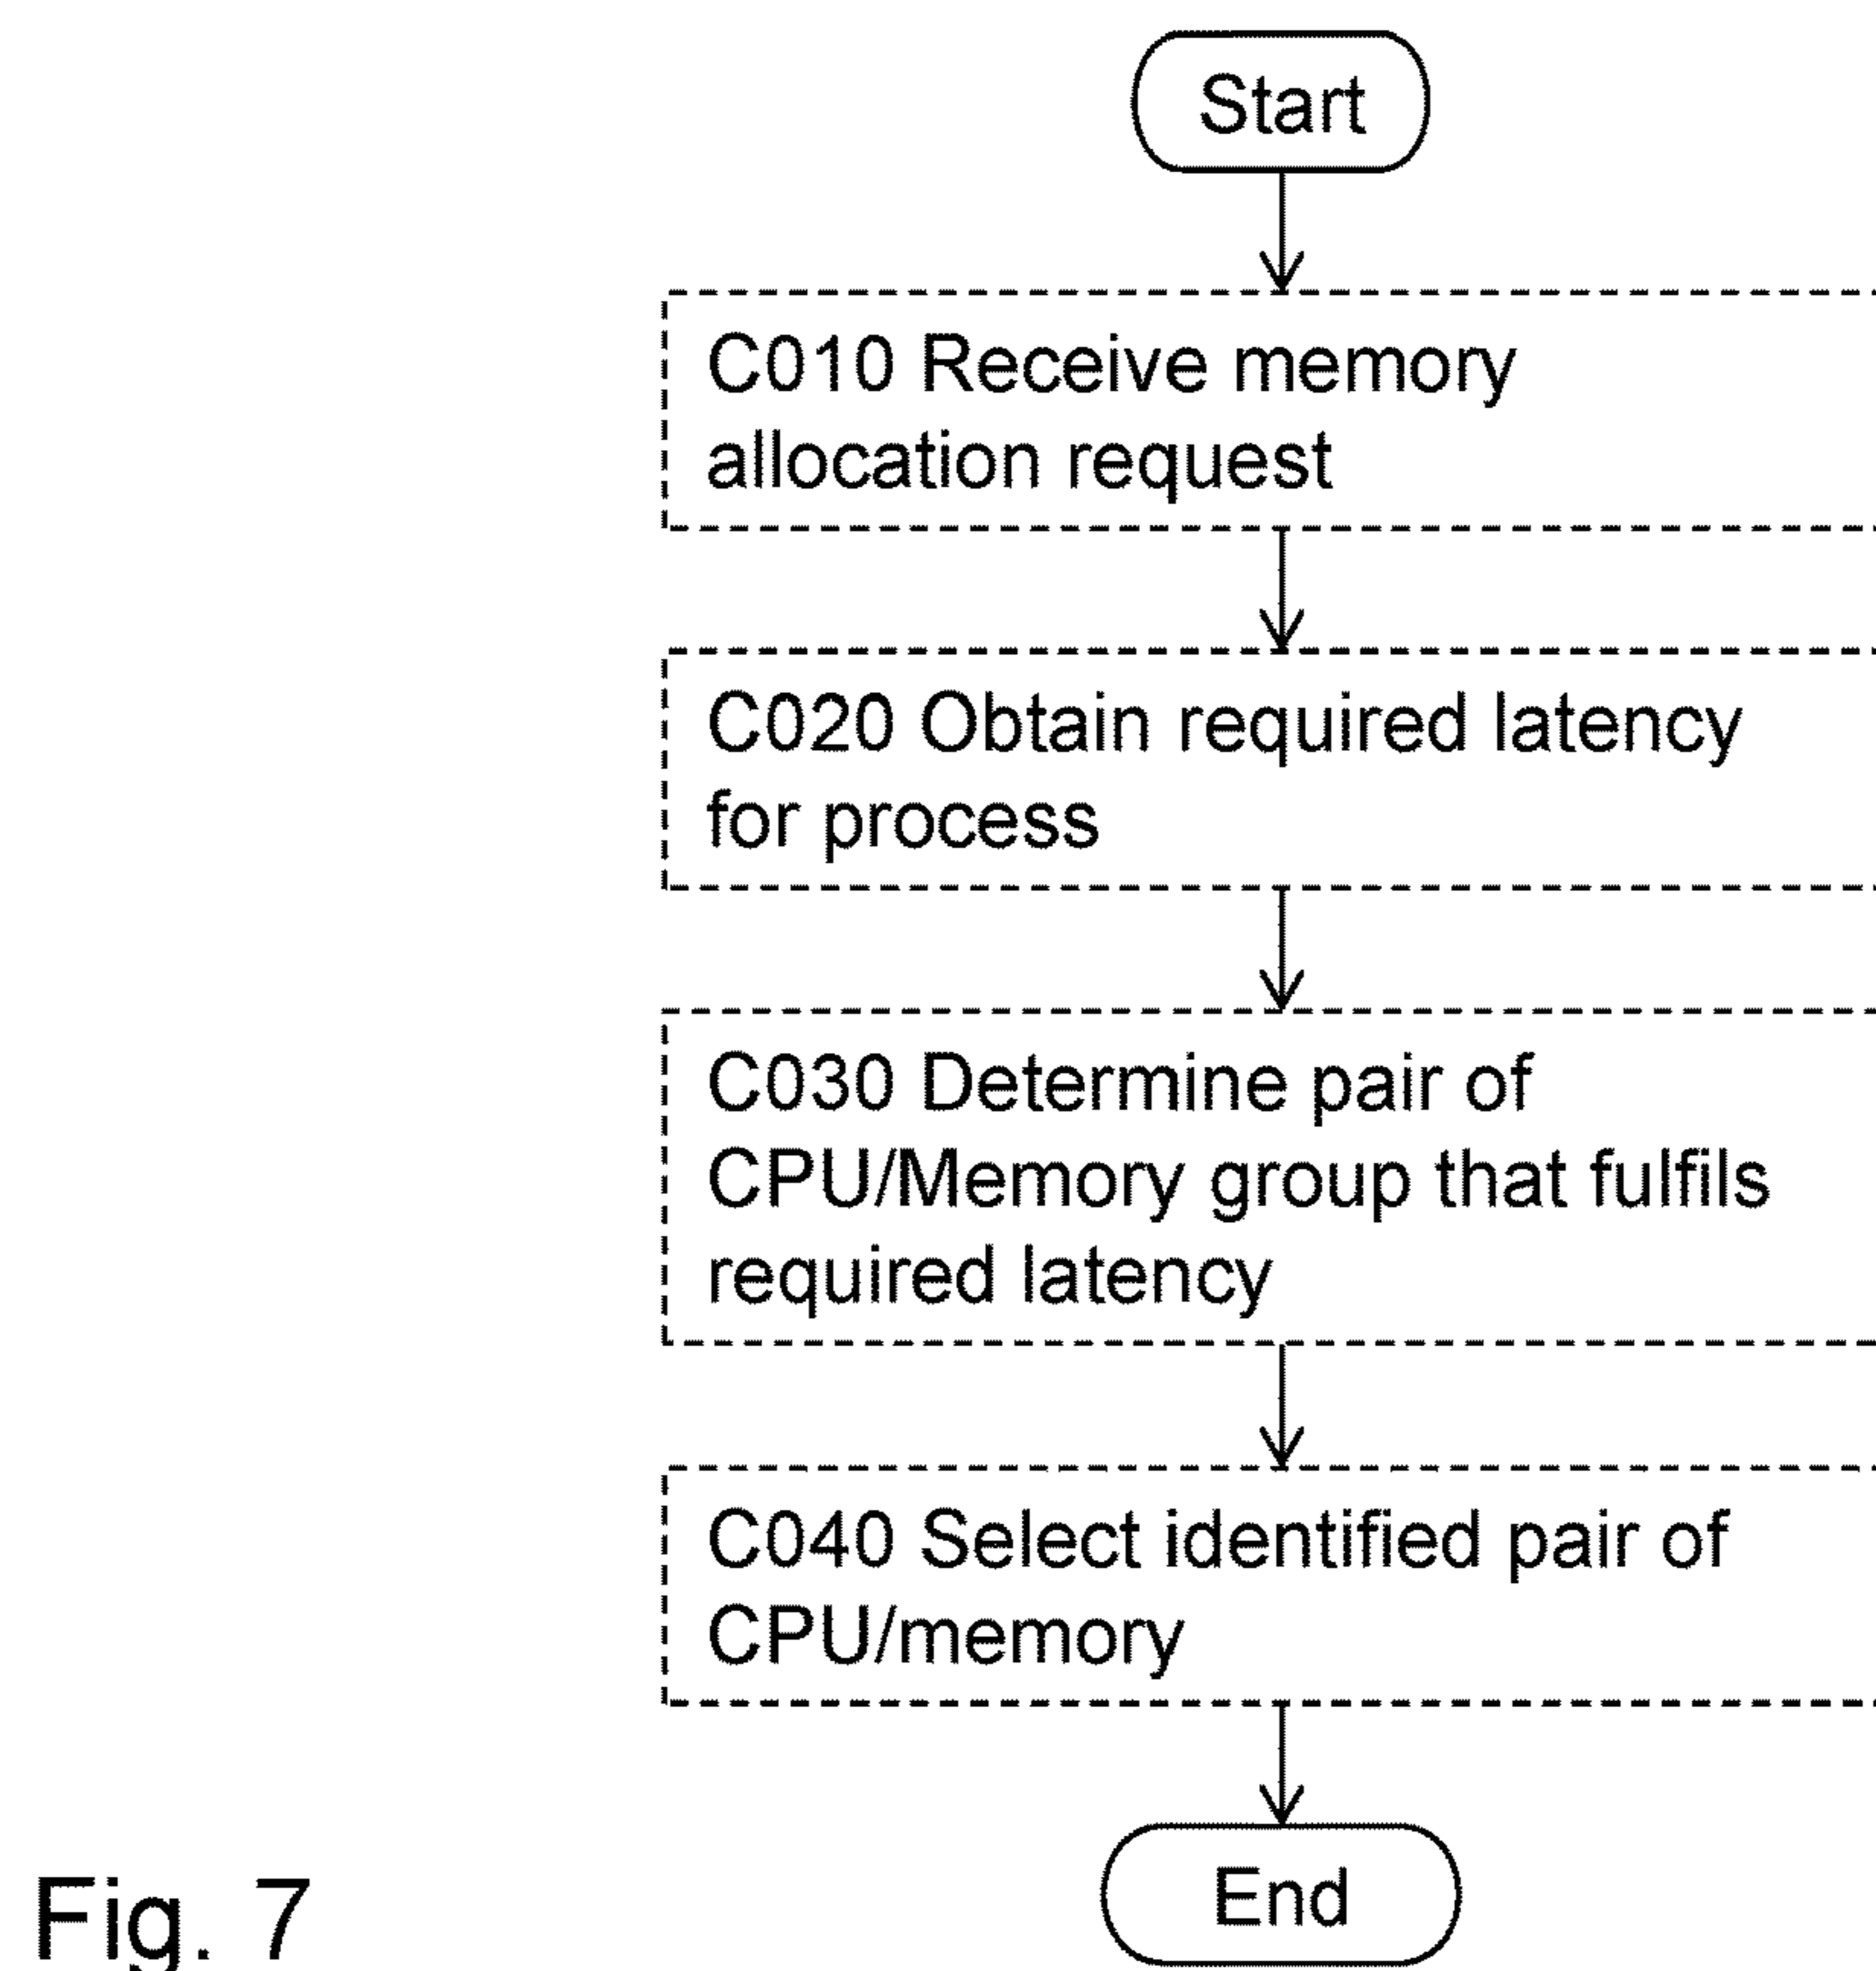 Start
C010 Receive memory
allocation request
C020 Obtain required latency
for process
C030 Determine pair of
CPU/Memory group that fulfils
required latency
C040 Select identified pair of
CPU/memory
End
Fig. 7